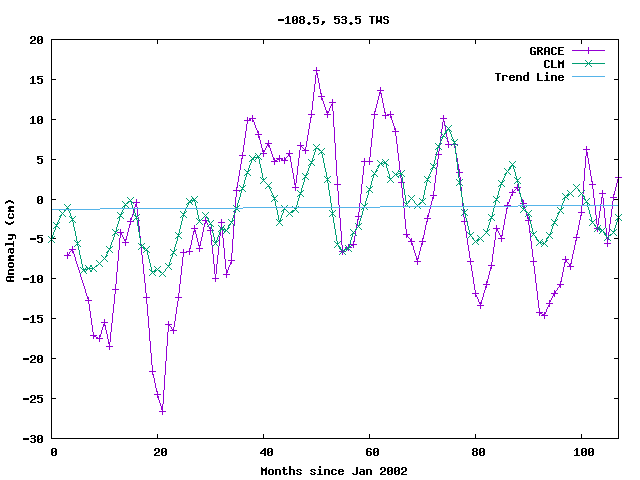 -108.5, 53.5 TWS
GRACE
CLM
Trend Line
20
15
10
5
0
-5
-10
-15
-20
-25
-30
Anomaly (cm)
0 20 40 60 80 100
Months since Jan 2002